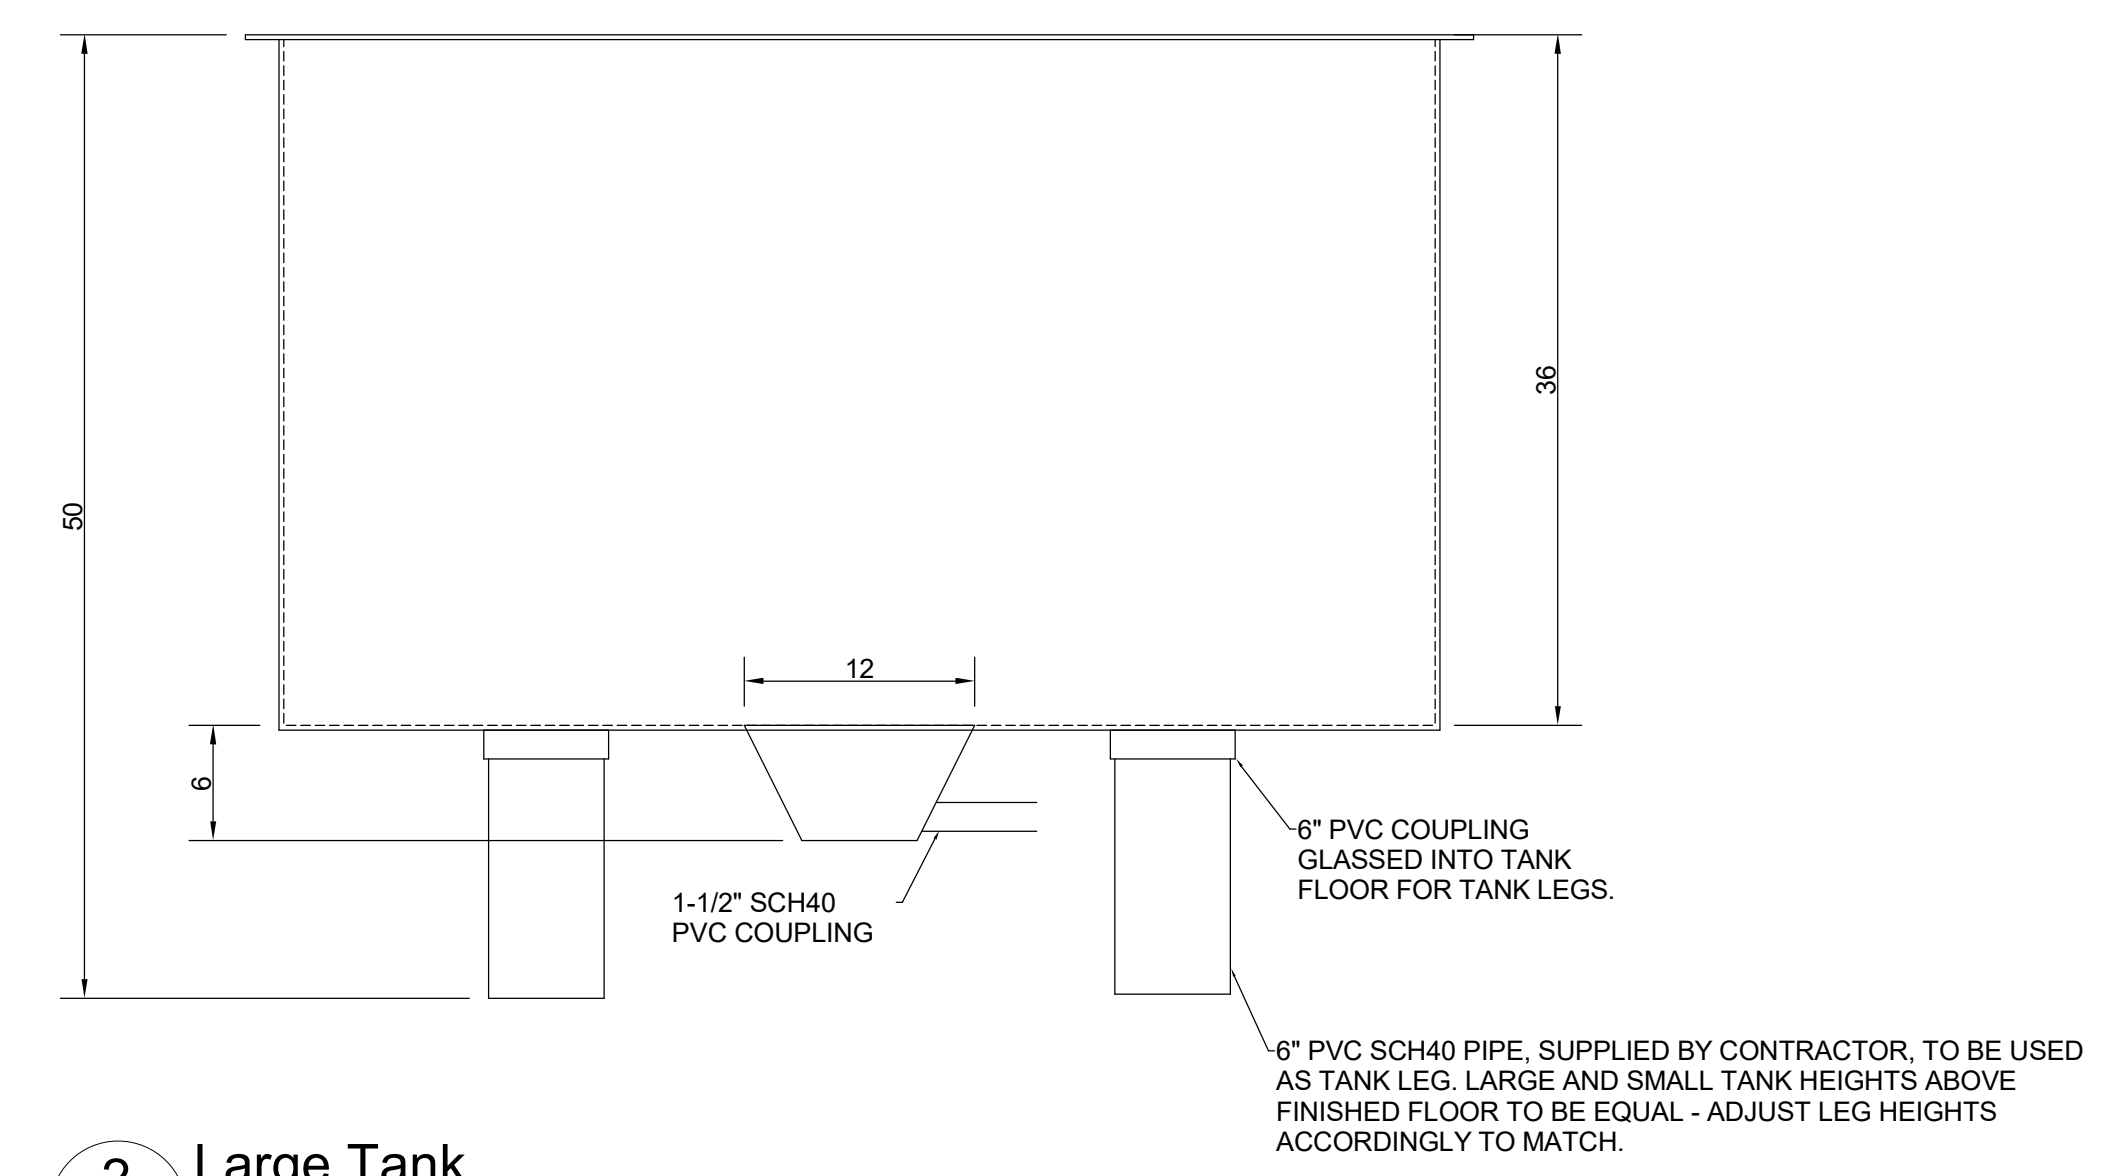 36
50
12
6
6" PVC COUPLING
GLASSED INTO TANK
FLOOR FOR TANK LEGS.
1-1/2" SCH40
PVC COUPLING
6" PVC SCH40 PIPE, SUPPLIED BY CONTRACTOR, TO BE USED
AS TANK LEG. LARGE AND SMALL TANK HEIGHTS ABOVE
FINISHED FLOOR TO BE EQUAL - ADJUST LEG HEIGHTS
ACCORDINGLY TO MATCH.
2 Large Tank